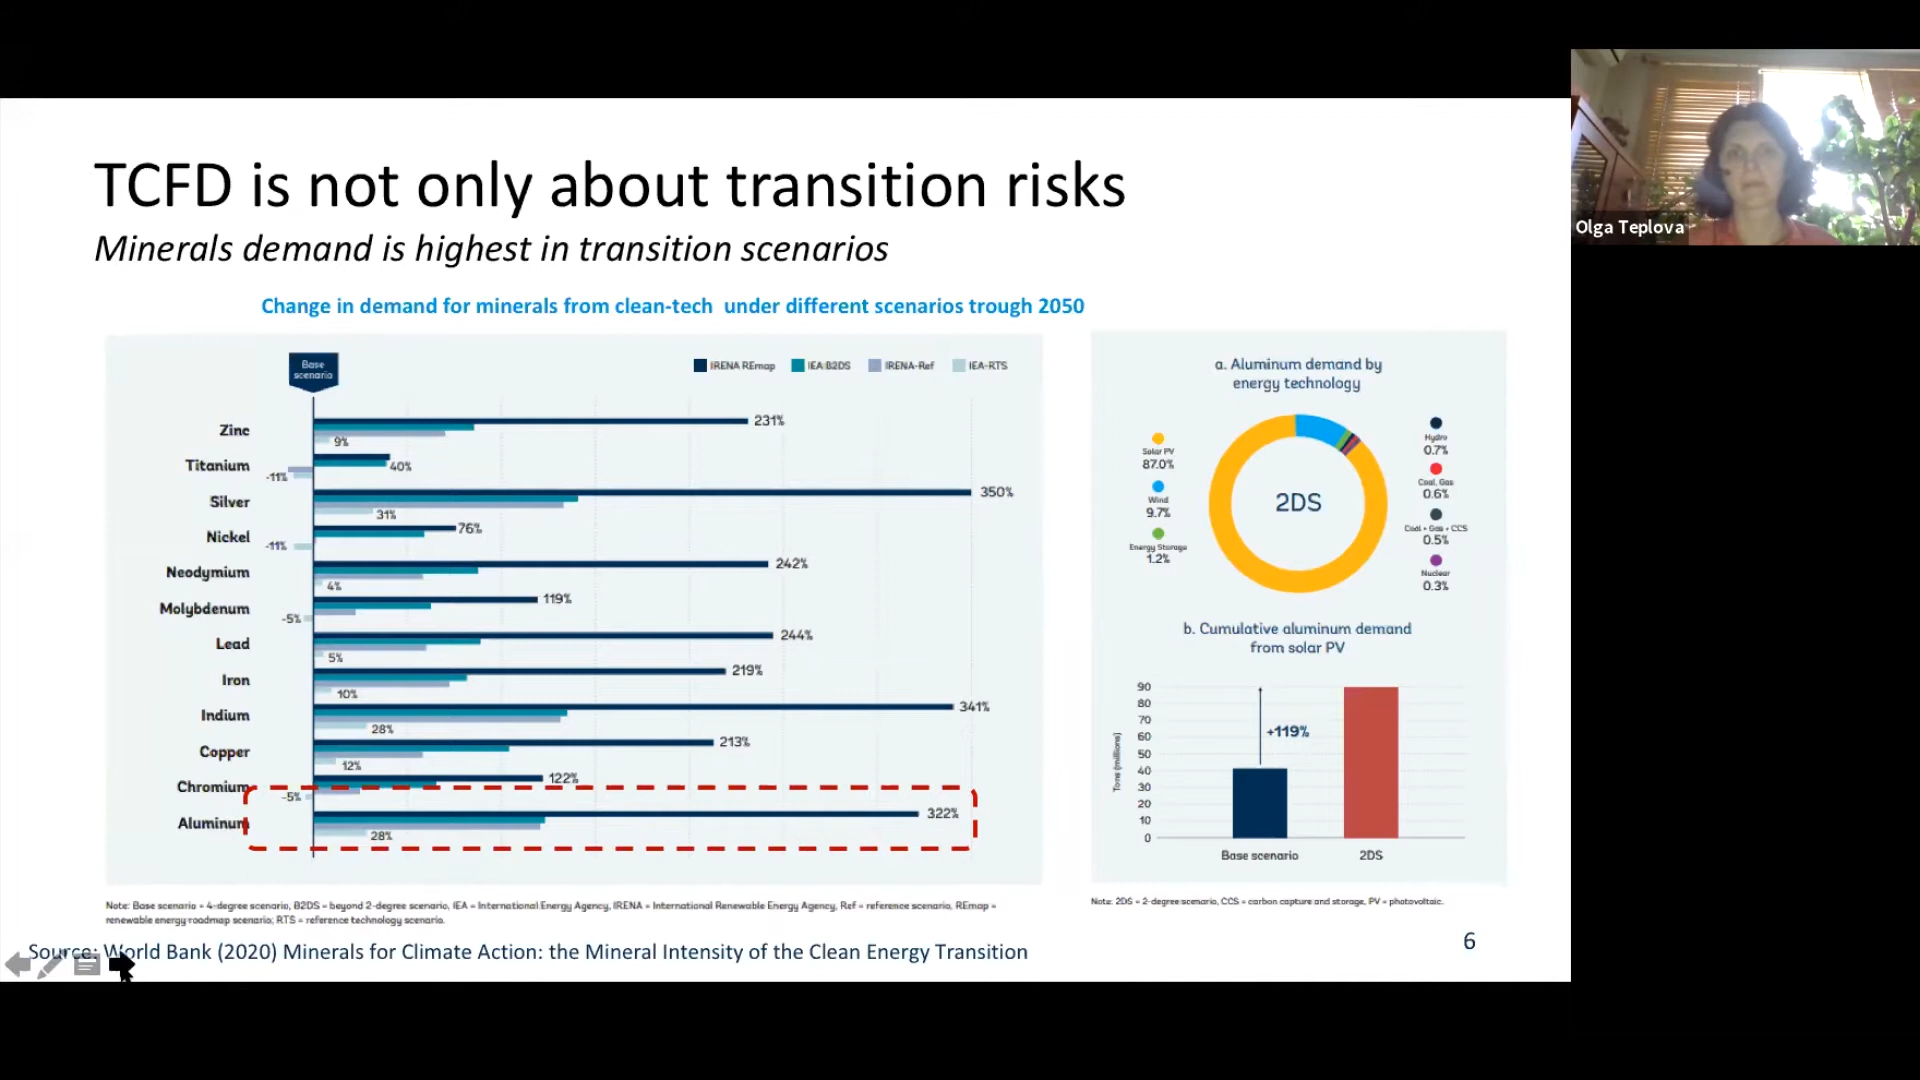 TCFD is not only about transition risks
Minerals demand is highest in transition scenarios
Change in demand for minerals from clean-tech under different scenarios trough 2050
Base
scenario
IRENA REmap
IEA B2DS
IRENA-Ref
IEA-RTS
Zinc
231%
9%
Titanium
40%
-11%
Silver
350%
31%
Nickel
76%
-11%
Neodymium
242%
4%
Molybdenum
119%
-5%
Lead
244%
5%
Iron
219%
10%
Indium
341%
28%
Copper
213%
12%
Chromium
122%
-5%
Aluminum
322%
28%
Note: Base scenario = 4-degree scenario, B2DS = beyond 2-degree scenario, IEA = International Energy Agency, IRENA = International Renewable Energy Agency, Ref = reference scenario, REmap =
renewable energy roadmap scenario; RTS = reference technology scenario.
a. Aluminum demand by
energy technology
Solar PV
87.0%
Wind
9.7%
Energy Storage
1.2%
2DS
Hydro
0.7%
Coal, Gas
0.6%
Coal + Gas + CCS
0.5%
Nuclear
0.3%
b. Cumulative aluminum demand
from solar PV
Tons (millions)
90
80
70
60
50
40
30
20
10
0
+119%
Base scenario
2DS
Note: 2DS = 2-degree scenario, CCS = carbon capture and storage, PV = photovoltaic.
Source: World Bank (2020) Minerals for Climate Action: the Mineral Intensity of the Clean Energy Transition
6
Olga Teplova